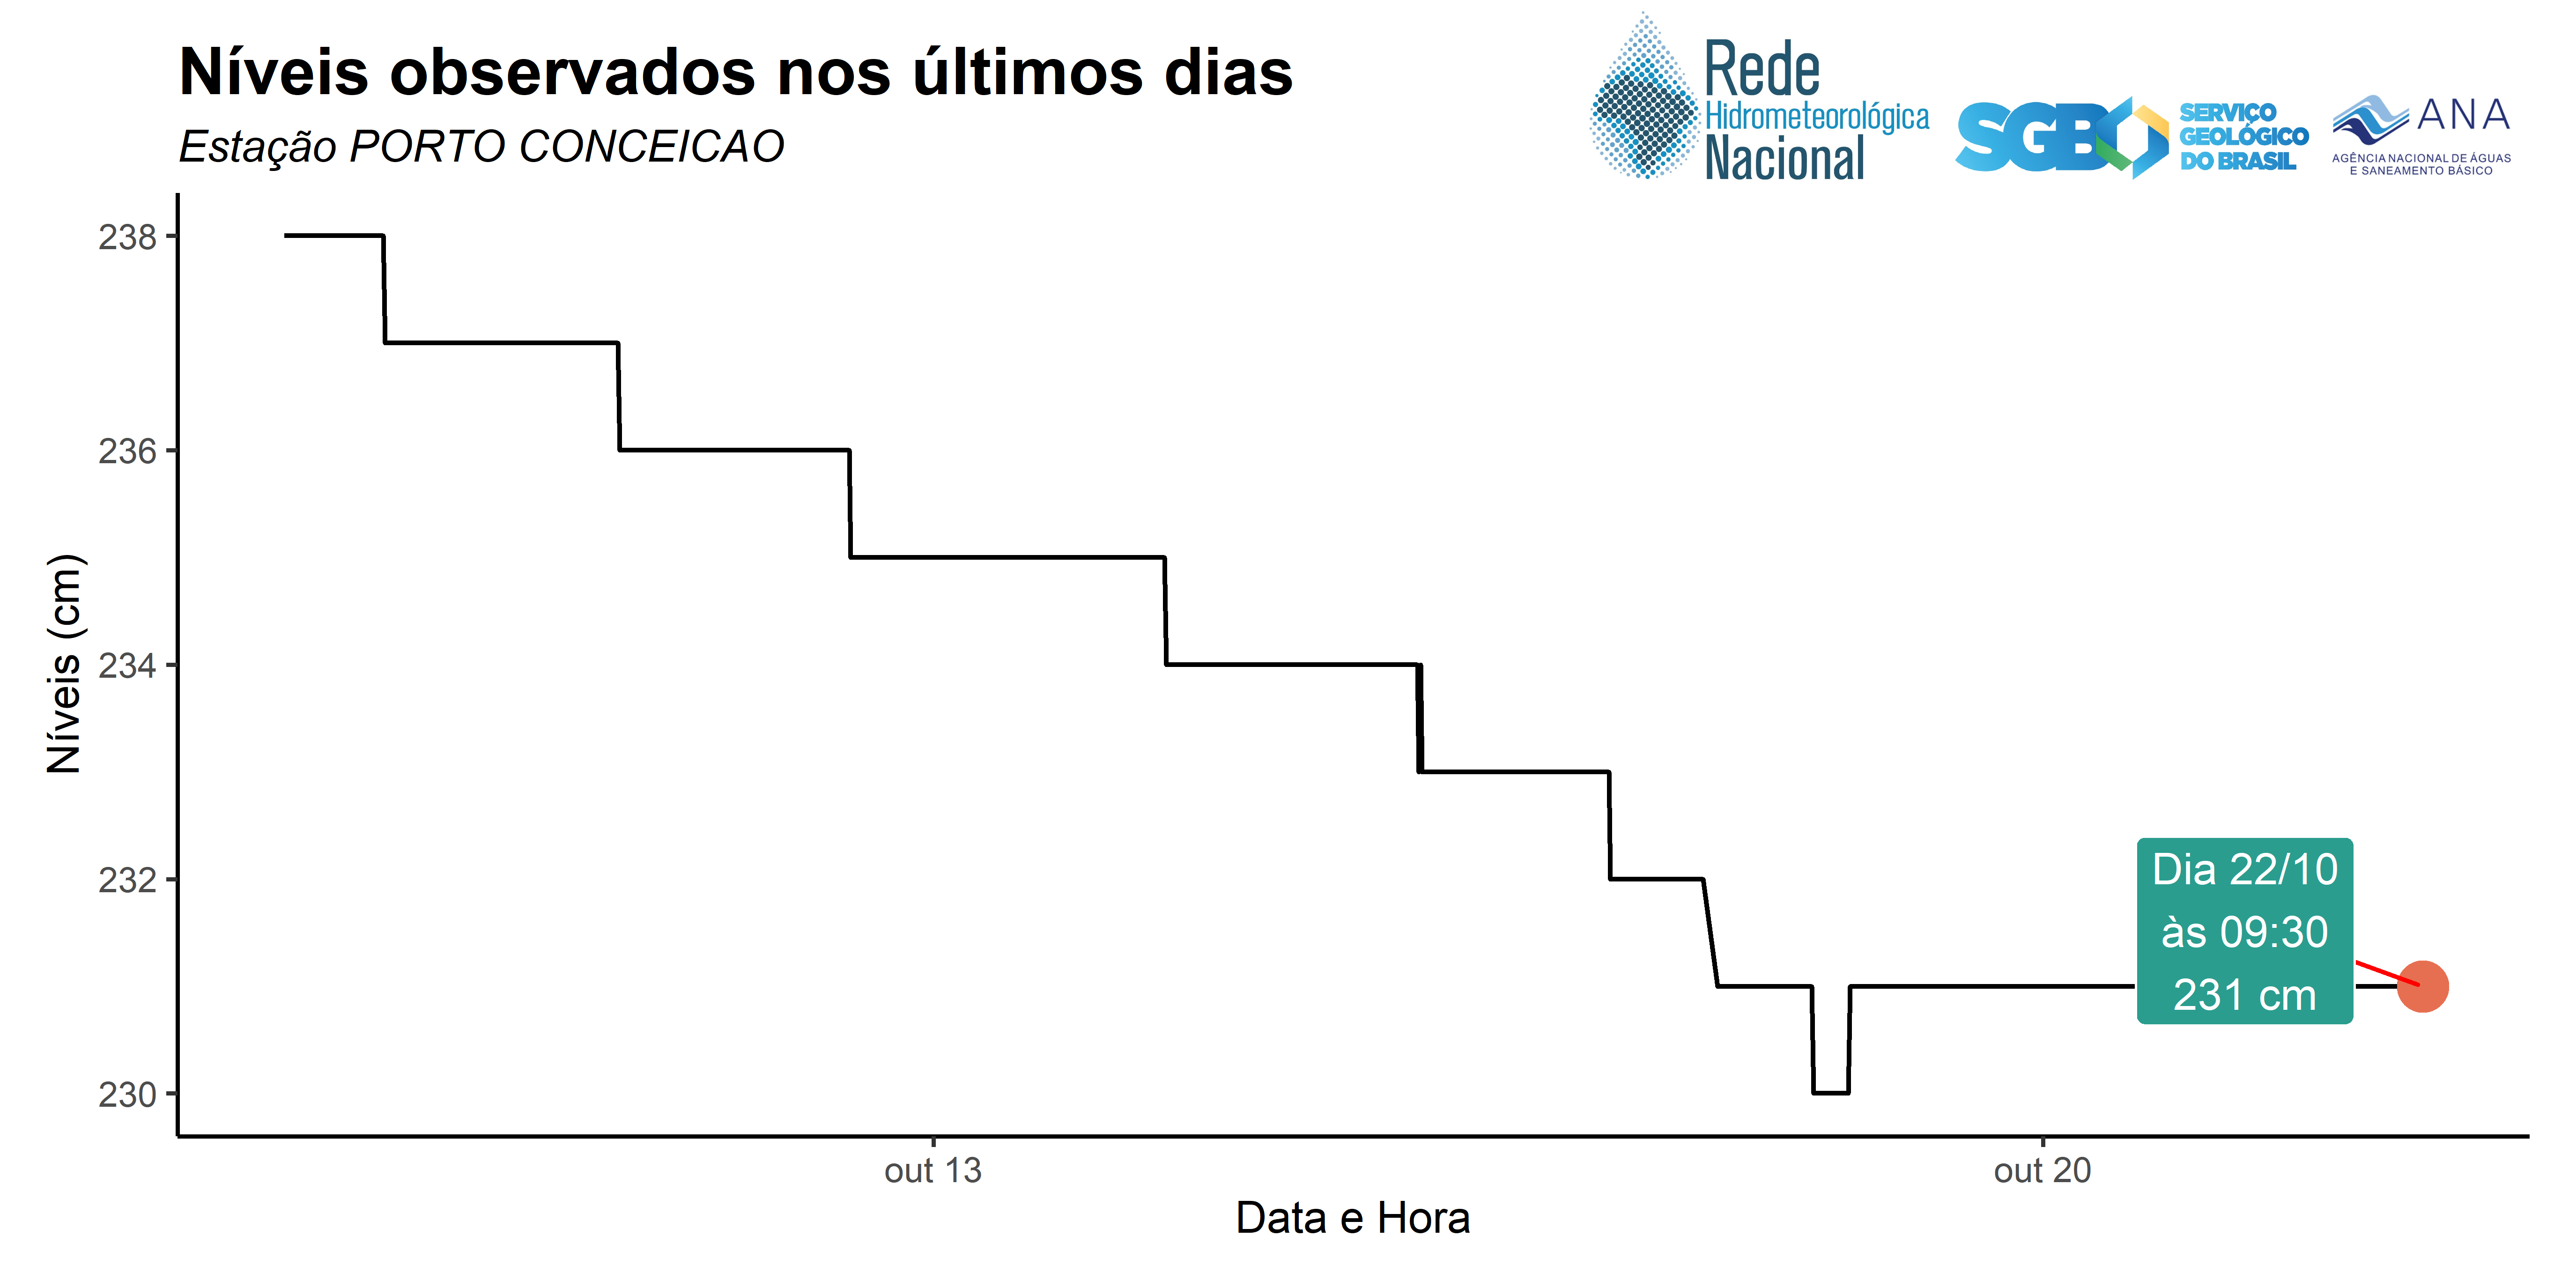 Níveis observados nos últimos dias
Estação PORTO CONCEICAO
Rede
Hidrometeorológica
Nacional
SGB
SERVIÇO
GEOLÓGICO
DO BRASIL
ANA
AGÊNCIA NACIONAL DE ÁGUAS
E SANEAMENTO BÁSICO
Níveis (cm)
238
236
234
232
230
Dia 22/10
às 09:30
231 cm
out 13
out 20
Data e Hora